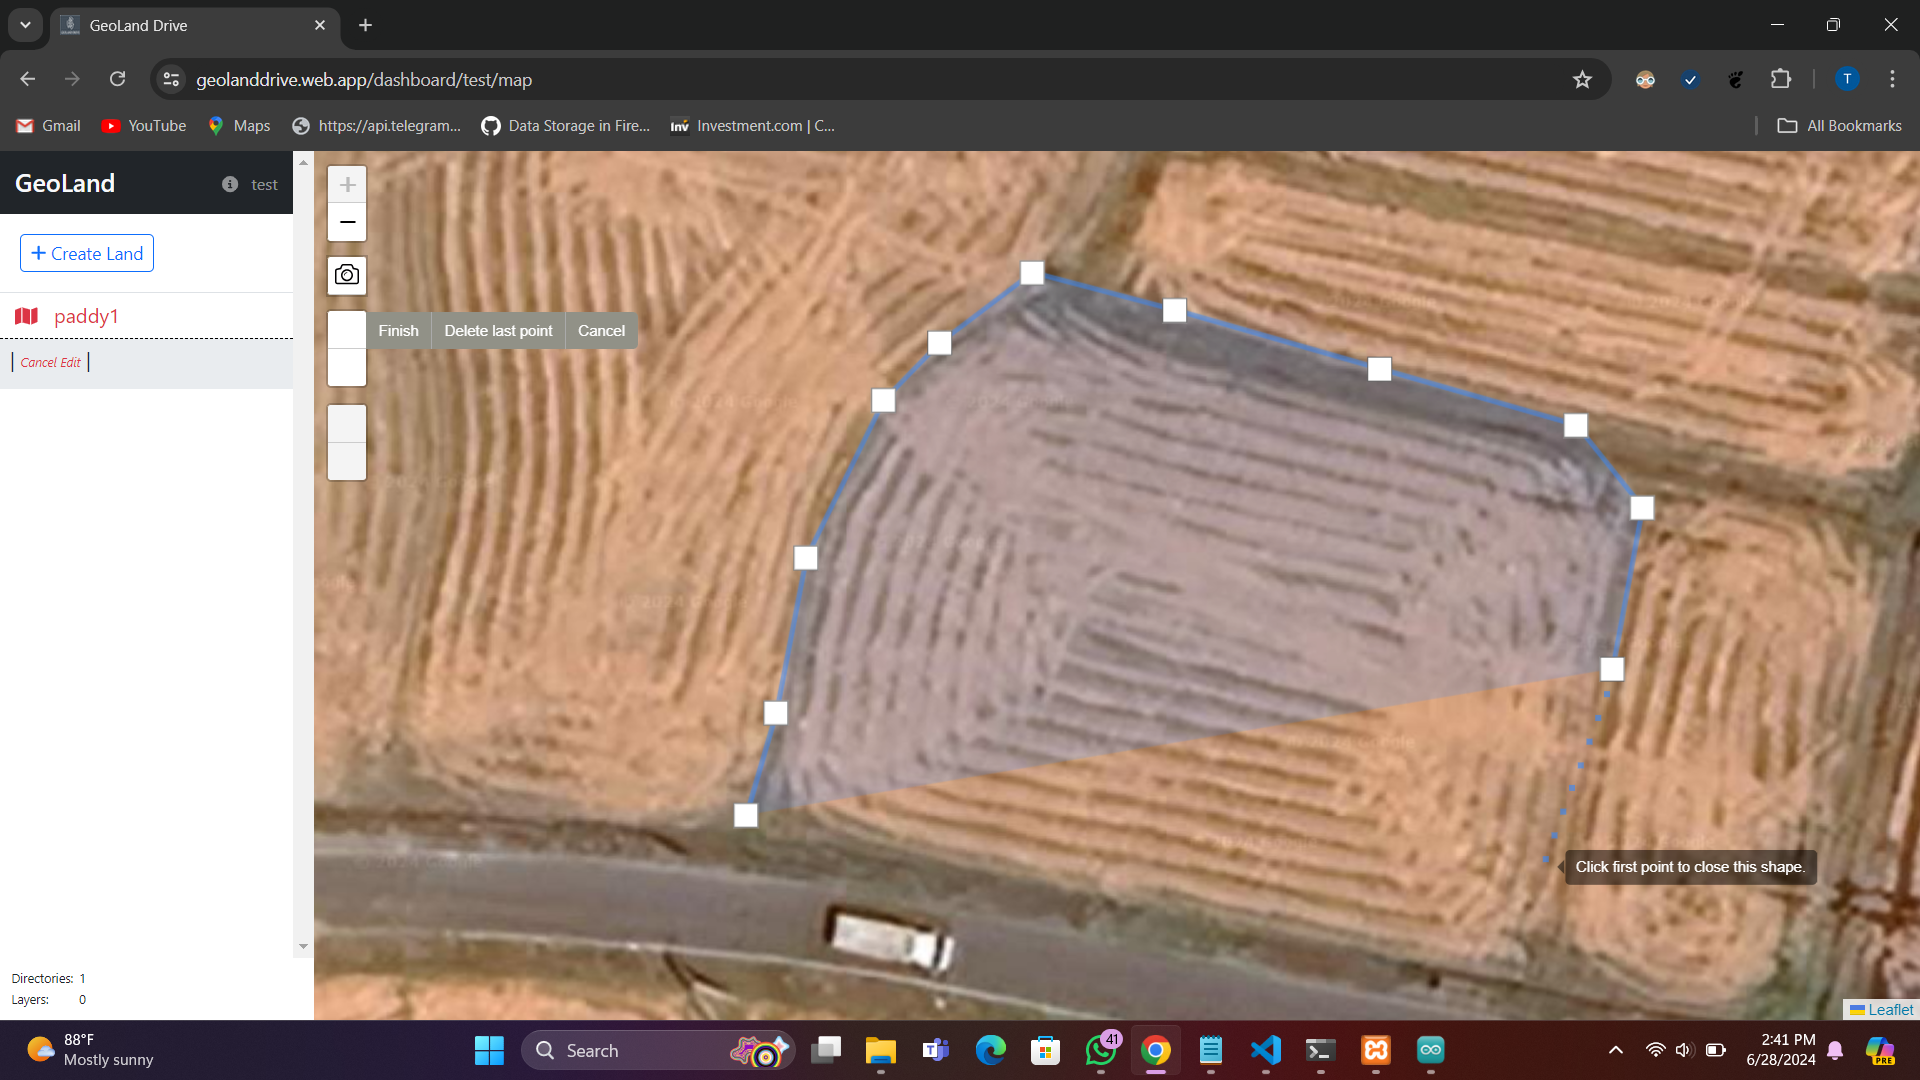 GeoLand Drive
geolanddrive.web.app/dashboard/test/map
Gmail
YouTube
Maps
https://api.telegram...
Data Storage in Fire...
Inv
Investment.com | C...
All Bookmarks
T
GeoLand
test
+ Create Land
paddy1
Cancel Edit
Finish
Delete last point
Cancel
Click first point to close this shape.
Directories: 1
Layers: 0
Leaflet
88°F
Mostly sunny
Search
41
PRE
2:41 PM
6/28/2024